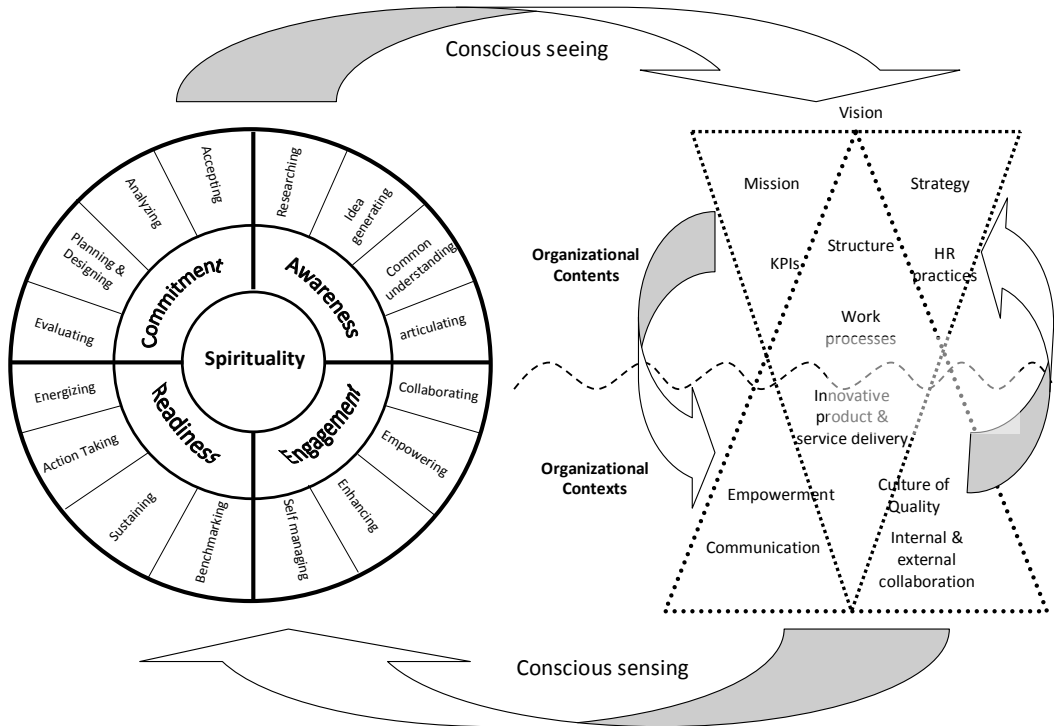 Conscious seeing
Accepting
Analyzing
Planning &
Designing
Evaluating
Researching
Idea
generating
Common
understanding
articulating
Commitment
Awareness
Spirituality
Readiness
Engagement
Energizing
Action Taking
Sustaining
Benchmarking
Collaborating
Empowering
Enhancing
Self managing
Vision
Mission
Strategy
Structure
KPIs
HR
practices
Work
processes
Organizational
Contents
Innovative
product &
service delivery
Organizational
Contexts
Empowerment
Culture of
Quality
Communication
Internal &
external
collaboration
Conscious sensing